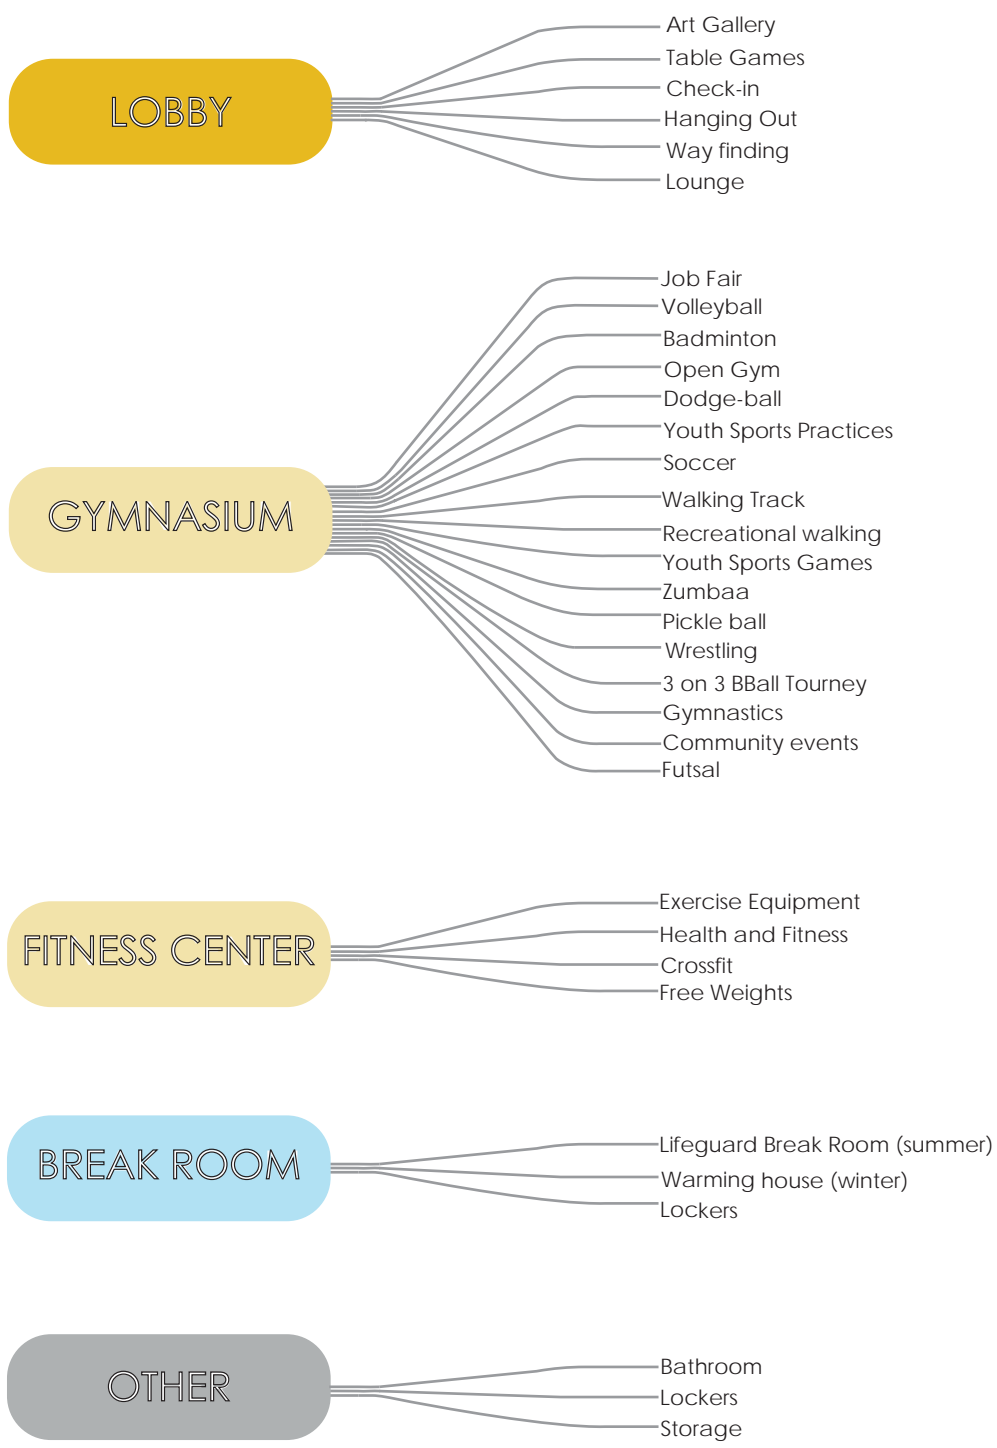 LOBBY
Art Gallery
Table Games
Check-in
Hanging Out
Way finding
Lounge
GYMNASIUM
Job Fair
Volleyball
Badminton
Open Gym
Dodge-ball
Youth Sports Practices
Soccer
Walking Track
Recreational walking
Youth Sports Games
Zumbaa
Pickle ball
Wrestling
3 on 3 BBall Tourney
Gymnastics
Community events
Futsal
FITNESS CENTER
Exercise Equipment
Health and Fitness
Crossfit
Free Weights
BREAK ROOM
Lifeguard Break Room (summer)
Warming house (winter)
Lockers
OTHER
Bathroom
Lockers
Storage